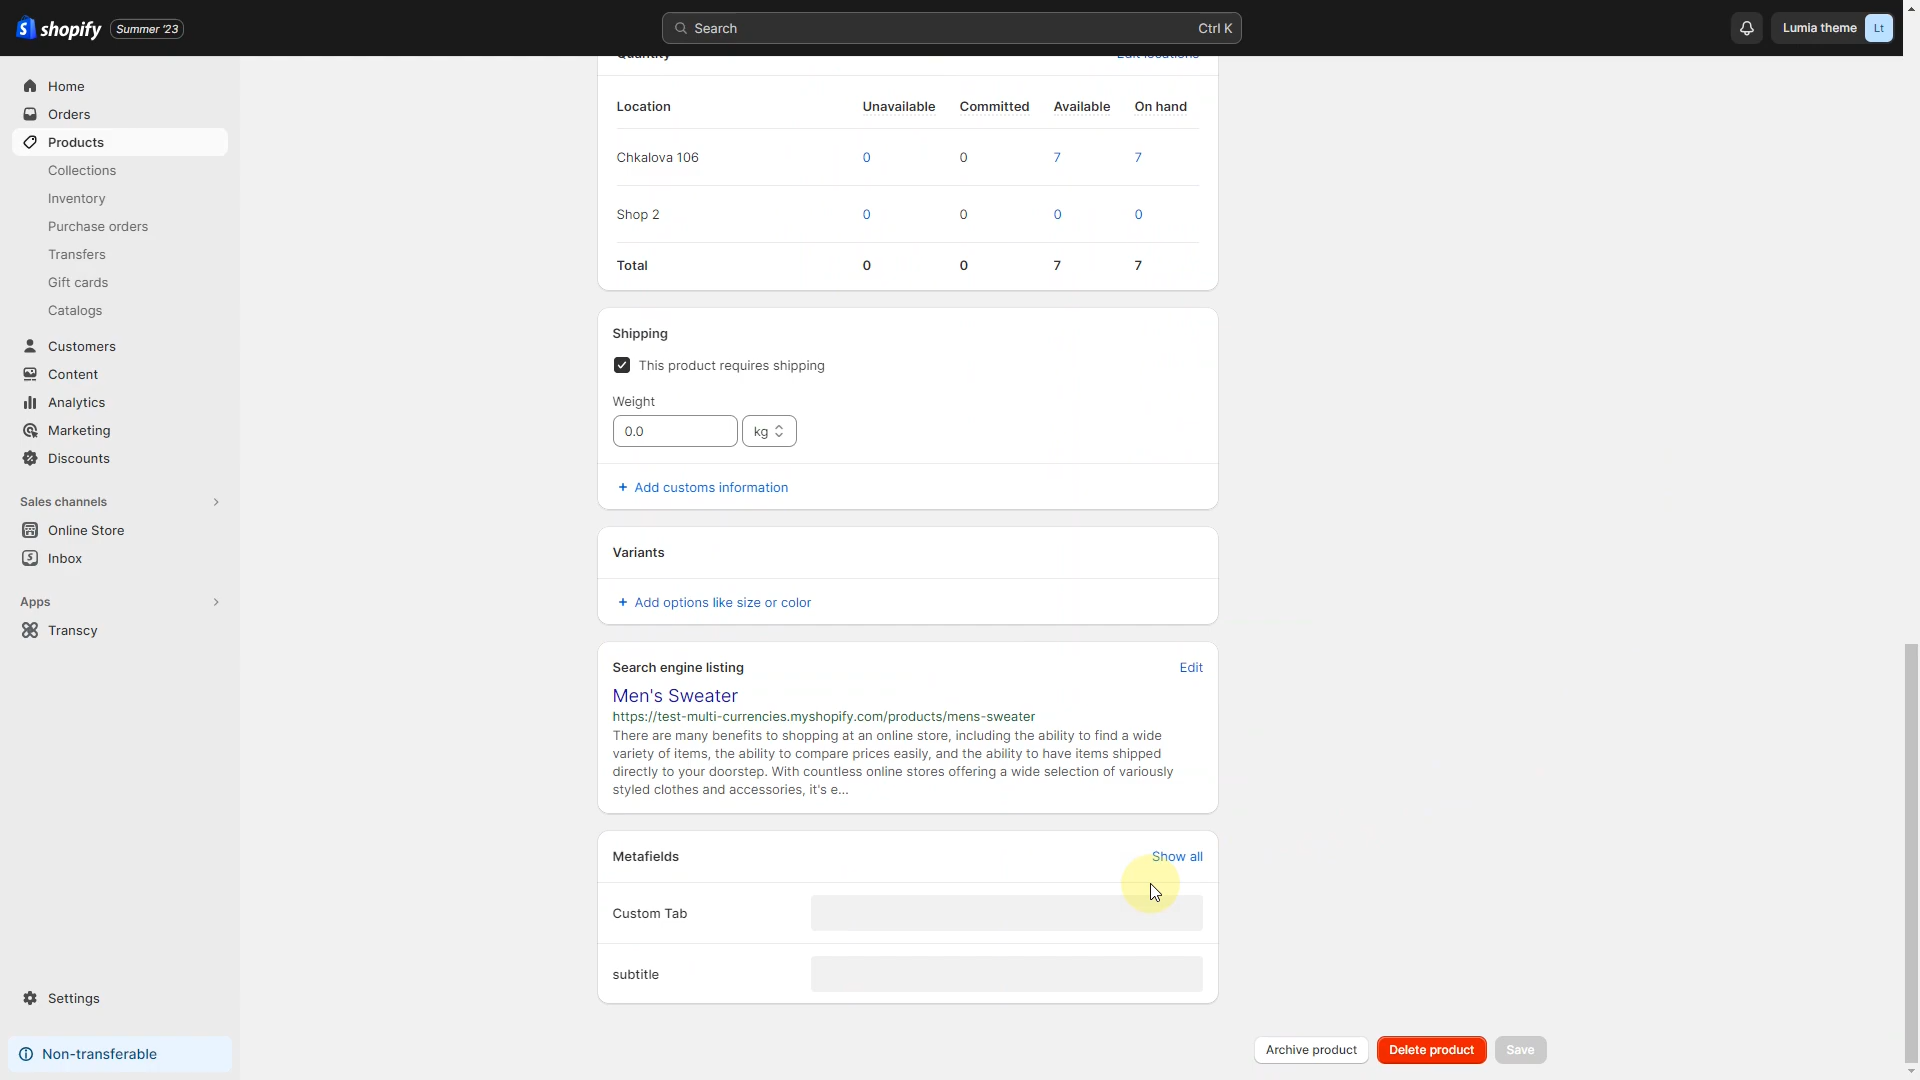 shopify Summer '23
Search Ctrl K
Lumia theme Lt
Home
Orders
Products
Collections
Inventory
Purchase orders
Transfers
Gift cards
Catalogs
Customers
Content
Analytics
Marketing
Discounts
Sales channels
Online Store
Inbox
Apps
Transcy
Settings
Non-transferable
Quantity Edit locations
Location Unavailable Committed Available On hand
Chkalova 106 0 0 7 7
Shop 2 0 0 0 0
Total 0 0 7 7
Shipping
This product requires shipping
Weight
0.0 kg
+ Add customs information
Variants
+ Add options like size or color
Search engine listing Edit
Men's Sweater
https://test-multi-currencies.myshopify.com/products/mens-sweater
There are many benefits to shopping at an online store, including the ability to find a wide
variety of items, the ability to compare prices easily, and the ability to have items shipped
directly to your doorstep. With countless online stores offering a wide selection of variously
styled clothes and accessories, it's e...
Metafields Show all
Custom Tab
subtitle
Archive product Delete product Save